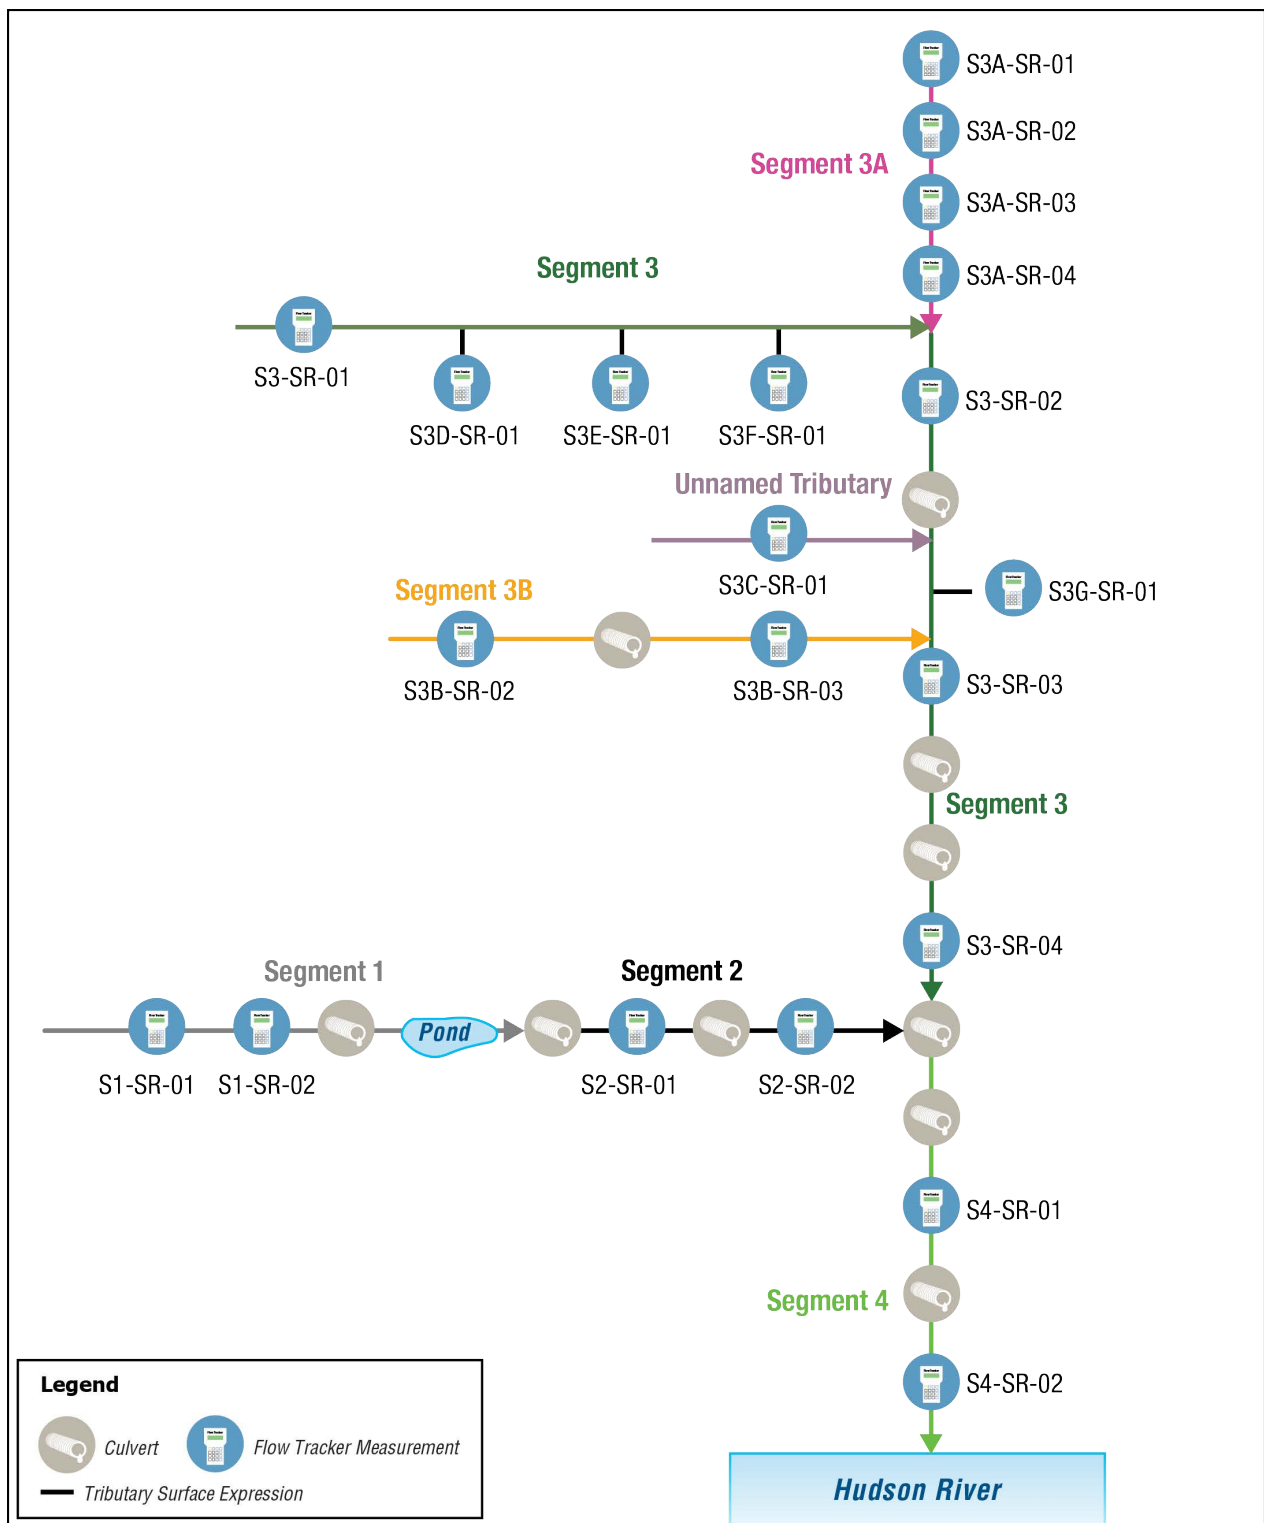 S3A-SR-01
S3A-SR-02
Segment 3A
S3A-SR-03
Segment 3
S3A-SR-04
S3-SR-01
S3-SR-02
S3D-SR-01
S3E-SR-01
S3F-SR-01
Unnamed Tributary
S3C-SR-01
S3G-SR-01
Segment 3B
S3B-SR-02
S3B-SR-03
S3-SR-03
Segment 3
S3-SR-04
Segment 1
Segment 2
Pond
S1-SR-01
S1-SR-02
S2-SR-01
S2-SR-02
S4-SR-01
Segment 4
S4-SR-02
Legend
Culvert
Flow Tracker Measurement
Tributary Surface Expression
Hudson River